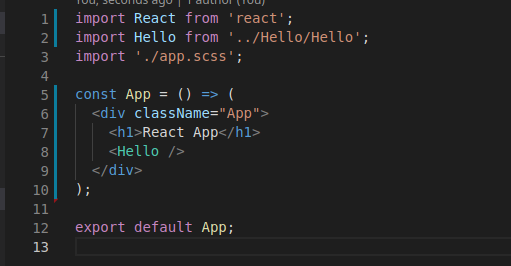 You, seconds ago | 1 author (You)
1 import React from 'react';
2 import Hello from '../Hello/Hello';
3 import './app.scss';
4
5 const App = () => (
6 <div className="App">
7 <h1>React App</h1>
8 <Hello />
9 </div>
10 );
11
12 export default App;
13